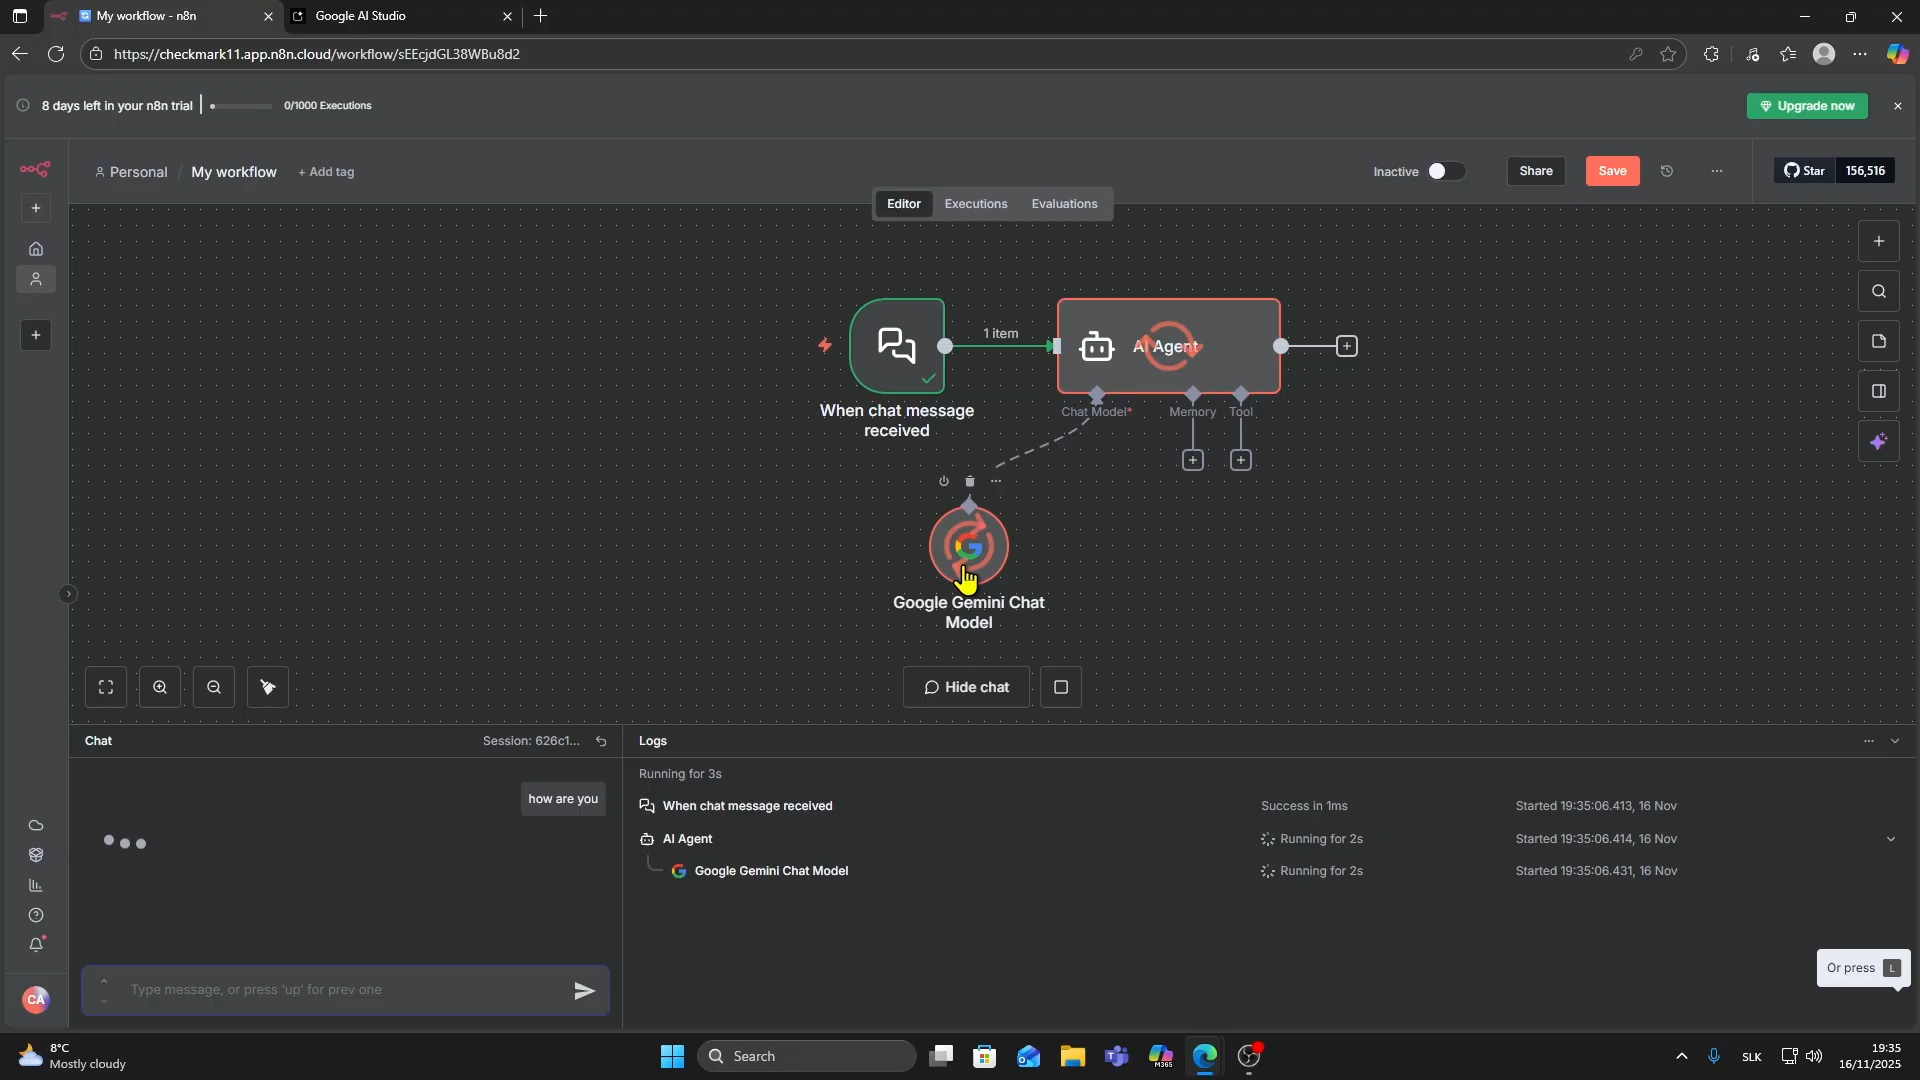 My workflow - n8n
Google AI Studio
https://checkmark11.app.n8n.cloud/workflow/sEEcjdGL38WBu8d2
8 days left in your n8n trial
0/1000 Executions
Upgrade now
Personal / My workflow + Add tag
Inactive
Share
Save
Star 156,516
Editor Executions Evaluations
1 item
AI Agent
When chat message received
Chat Model*
Memory
Tool
Google Gemini Chat
Model
Hide chat
Chat
Session: 626c1...
how are you
Type message, or press 'up' for prev one
Logs
Running for 3s
When chat message received Success in 1ms Started 19:35:06.413, 16 Nov
AI Agent Running for 2s Started 19:35:06.414, 16 Nov
Google Gemini Chat Model Running for 2s Started 19:35:06.431, 16 Nov
Or press L
CA
8°C
Mostly cloudy
Search
M365
SLK
19:35
16/11/2025